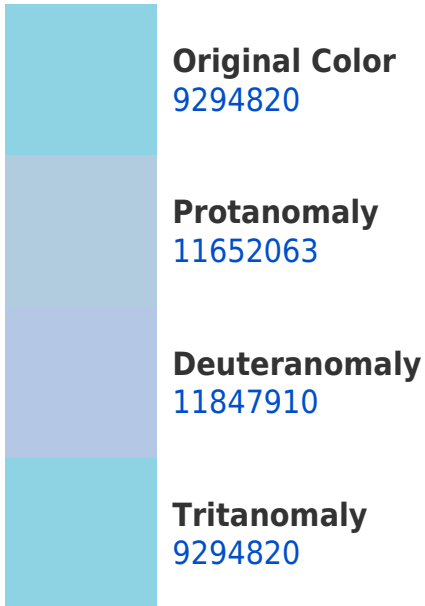 Original Color
9294820
Protanomaly
11652063
Deuteranomaly
11847910
Tritanomaly
9294820